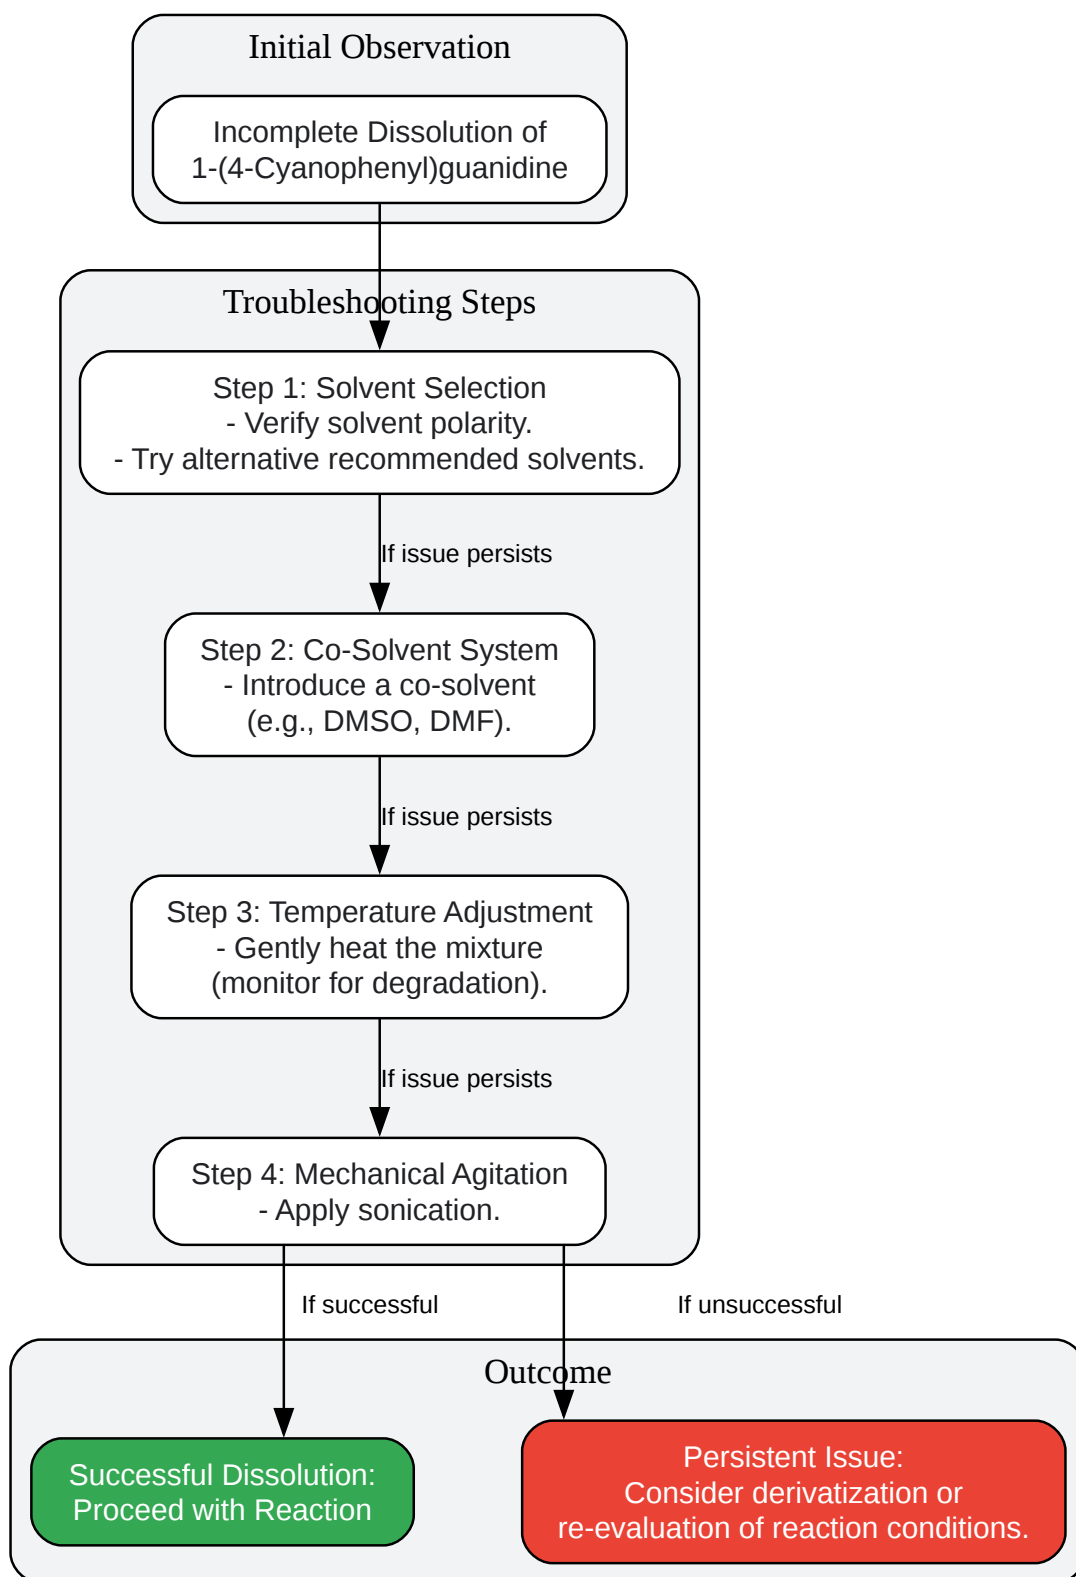 Initial Observation
Incomplete Dissolution of
1-(4-Cyanophenyl)guanidine
Troubleshooting Steps
Step 1: Solvent Selection
- Verify solvent polarity.
- Try alternative recommended solvents.
If issue persists
Step 2: Co-Solvent System
- Introduce a co-solvent
(e.g., DMSO, DMF).
If issue persists
Step 3: Temperature Adjustment
- Gently heat the mixture
(monitor for degradation).
If issue persists
Step 4: Mechanical Agitation
- Apply sonication.
If successful
If unsuccessful
Outcome
Successful Dissolution:
Proceed with Reaction
Persistent Issue:
Consider derivatization or
re-evaluation of reaction conditions.